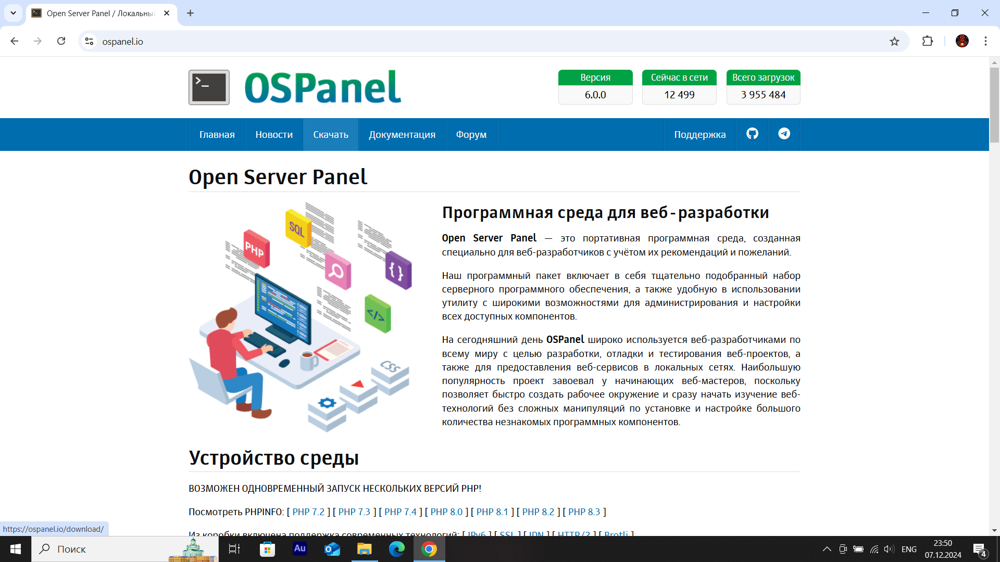 Open Server Panel / Локальный
ospanel.io
OSPanel
Версия
6.0.0
Сейчас в сети
12 499
Всего загрузок
3 955 484
Главная
Новости
Скачать
Документация
Форум
Поддержка
Open Server Panel
PHP
SQL
{ }
</>
CSS
Программная среда для веб-разработки
Open Server Panel — это портативная программная среда, созданная
специально для веб-разработчиков с учётом их рекомендаций и пожеланий.
Наш программный пакет включает в себя тщательно подобранный набор
серверного программного обеспечения, а также удобную в использовании
утилиту с широкими возможностями для администрирования и настройки
всех доступных компонентов.
На сегодняшний день OSPanel широко используется веб-разработчиками по
всему миру с целью разработки, отладки и тестирования веб-проектов, а
также для предоставления веб-сервисов в локальных сетях. Наибольшую
популярность проект завоевал у начинающих веб-мастеров, поскольку
позволяет быстро создать рабочее окружение и сразу начать изучение веб-
технологий без сложных манипуляций по установке и настройке большого
количества незнакомых программных компонентов.
Устройство среды
ВОЗМОЖЕН ОДНОВРЕМЕННЫЙ ЗАПУСК НЕСКОЛЬКИХ ВЕРСИЙ PHP!
Посмотреть PHPINFO: [ PHP 7.2 ] [ PHP 7.3 ] [ PHP 7.4 ] [ PHP 8.0 ] [ PHP 8.1 ] [ PHP 8.2 ] [ PHP 8.3 ]
Из коробки включена поддержка современных технологий: [ IPv6 ] [ SSL ] [ IDN ] [ HTTP/2 ] [ Brotli ]
https://ospanel.io/download/
Поиск
Au
ENG
23:50
07.12.2024
4